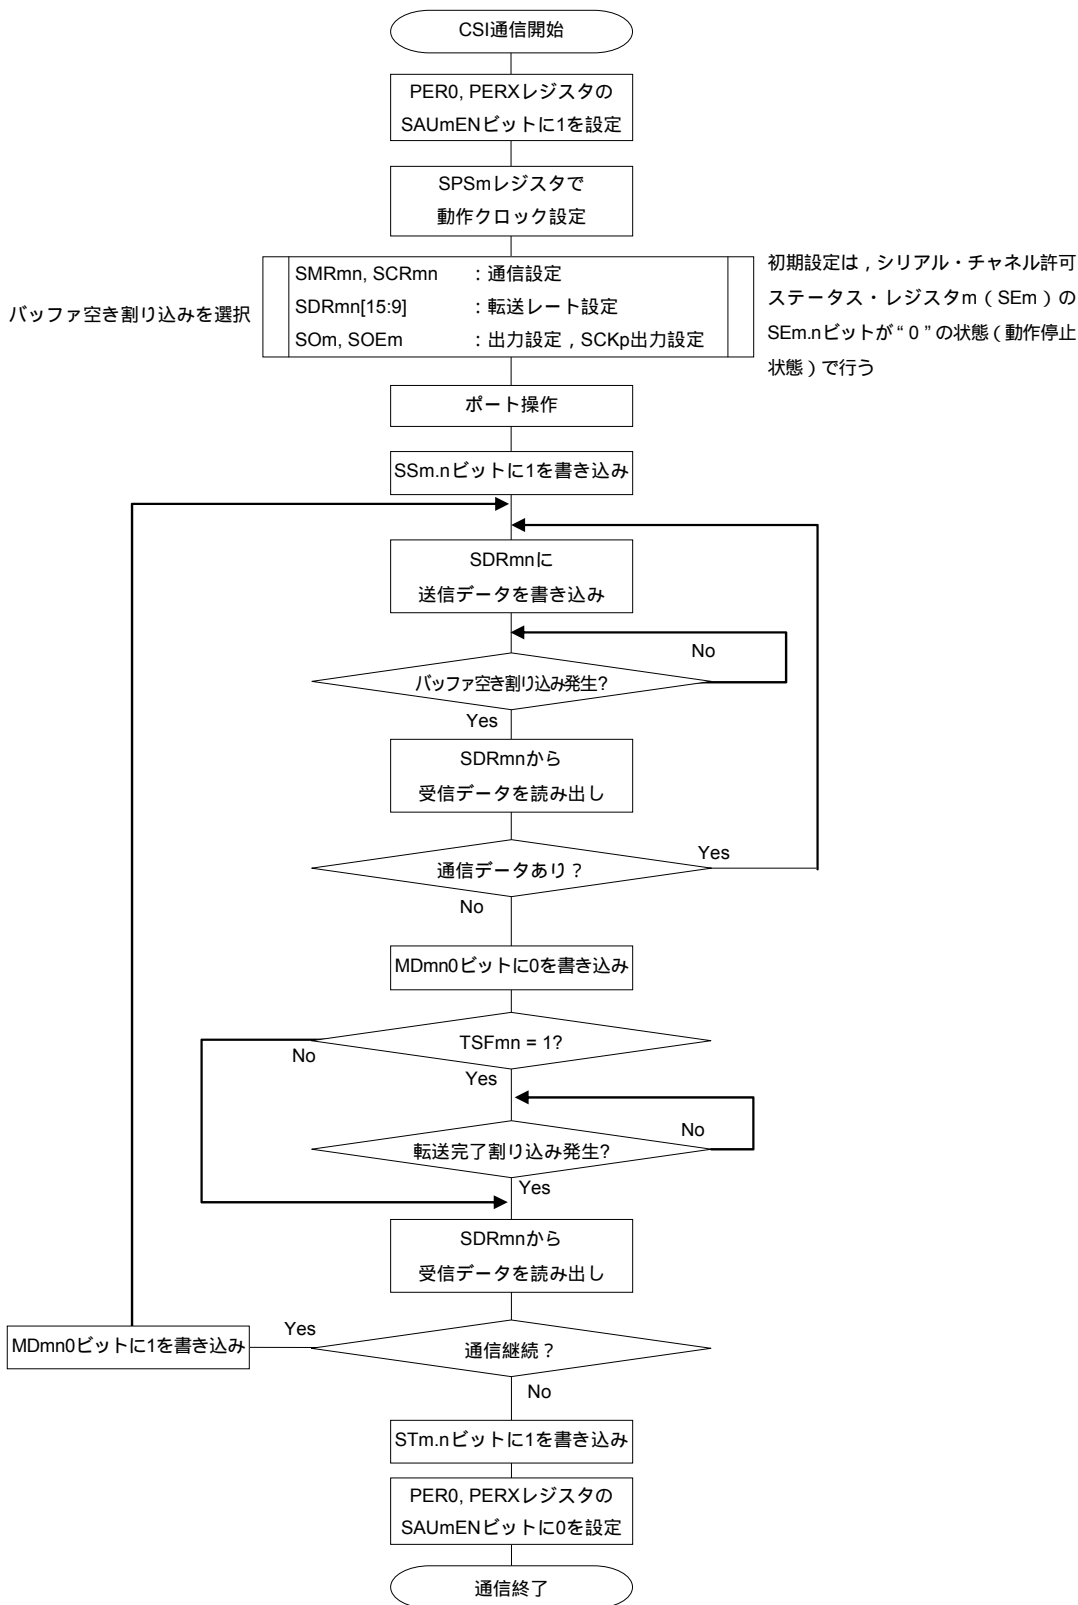 CSI通信開始
PER0, PERXレジスタの
SAUmENビットに1を設定
SPSmレジスタで
動作クロック設定
バッファ空き割り込みを選択
SMRmn, SCRmn ：通信設定
SDRmn[15:9] ：転送レート設定
SOm, SOEm ：出力設定，SCKp出力設定
初期設定は，シリアル・チャネル許可
ステータス・レジスタm（SEm）の
SEm.nビットが“0”の状態（動作停止
状態）で行う
ポート操作
SSm.nビットに1を書き込み
SDRmnに
送信データを書き込み
No
バッファ空き割り込み発生?
Yes
SDRmnから
受信データを読み出し
通信データあり？
Yes
No
MDmn0ビットに0を書き込み
TSFmn = 1?
No
Yes
No
転送完了割り込み発生?
Yes
SDRmnから
受信データを読み出し
MDmn0ビットに1を書き込み
Yes
通信継続？
No
STm.nビットに1を書き込み
PER0, PERXレジスタの
SAUmENビットに0を設定
通信終了